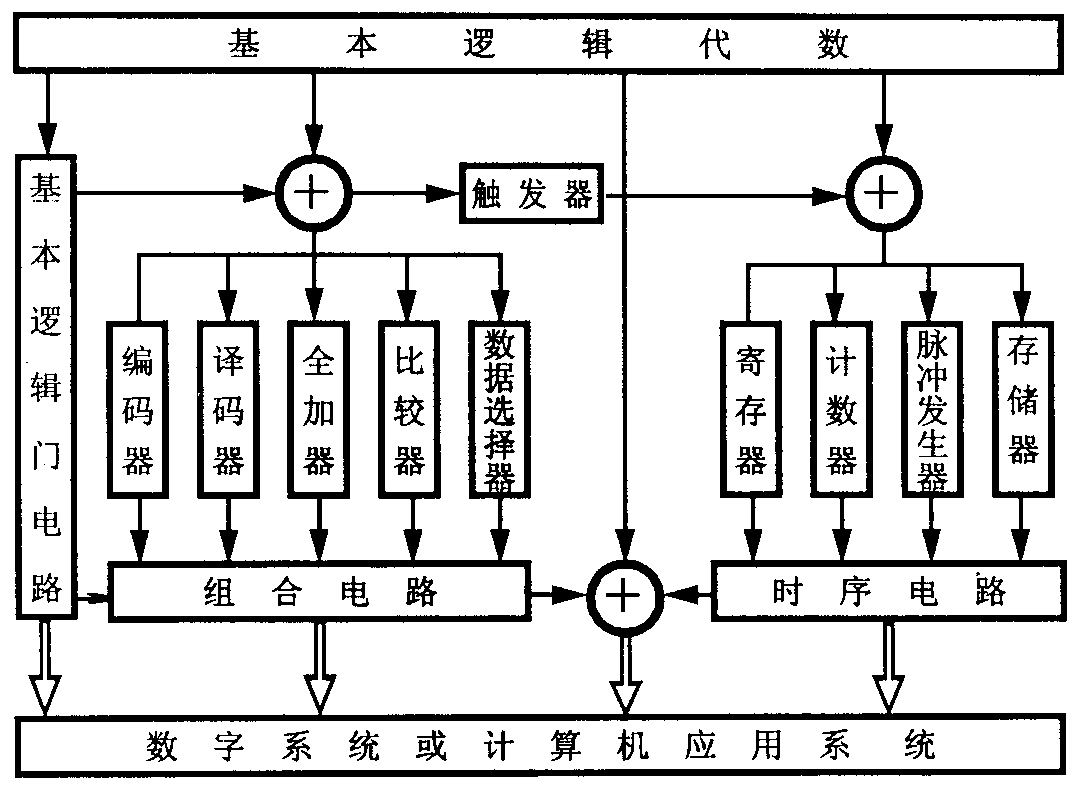 基本逻辑代数
基本逻辑门电路
+
触发器
+
编码器
译码器
全加器
比较器
数据选择器
寄存器
计数器
脉冲发生器
存储器
组合电路
+
时序电路
数字系统或计算机应用系统